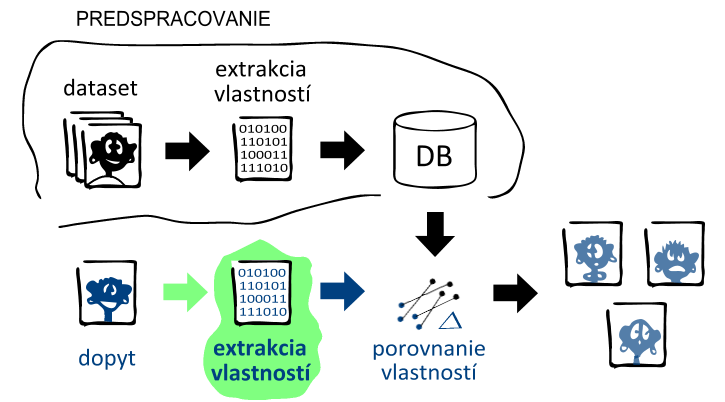 PREDSPRACOVANIE
dataset
extrakcia
vlastností
010100
110101
100011
111010
DB
010100
110101
100011
111010
dopyt
extrakcia
vlastností
porovnanie
vlastností